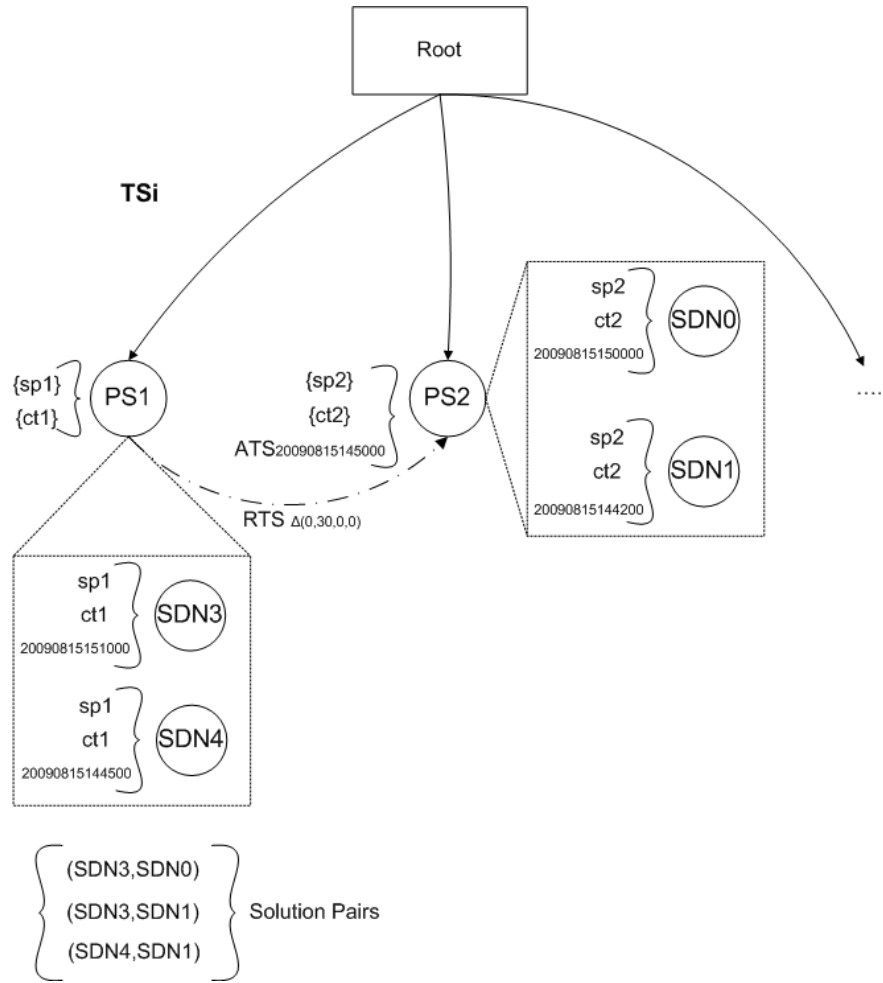 Root
TSi
{sp1}
{ct1}
PS1
{sp2}
{ct2}
ATS20090815145000
PS2
sp2
ct2
20090815150000
SDN0
sp2
ct2
20090815144200
SDN1
....
RTS Δ(0,30,0,0)
sp1
ct1
20090815151000
SDN3
sp1
ct1
20090815144500
SDN4
(SDN3,SDN0)
(SDN3,SDN1)
(SDN4,SDN1)
Solution Pairs